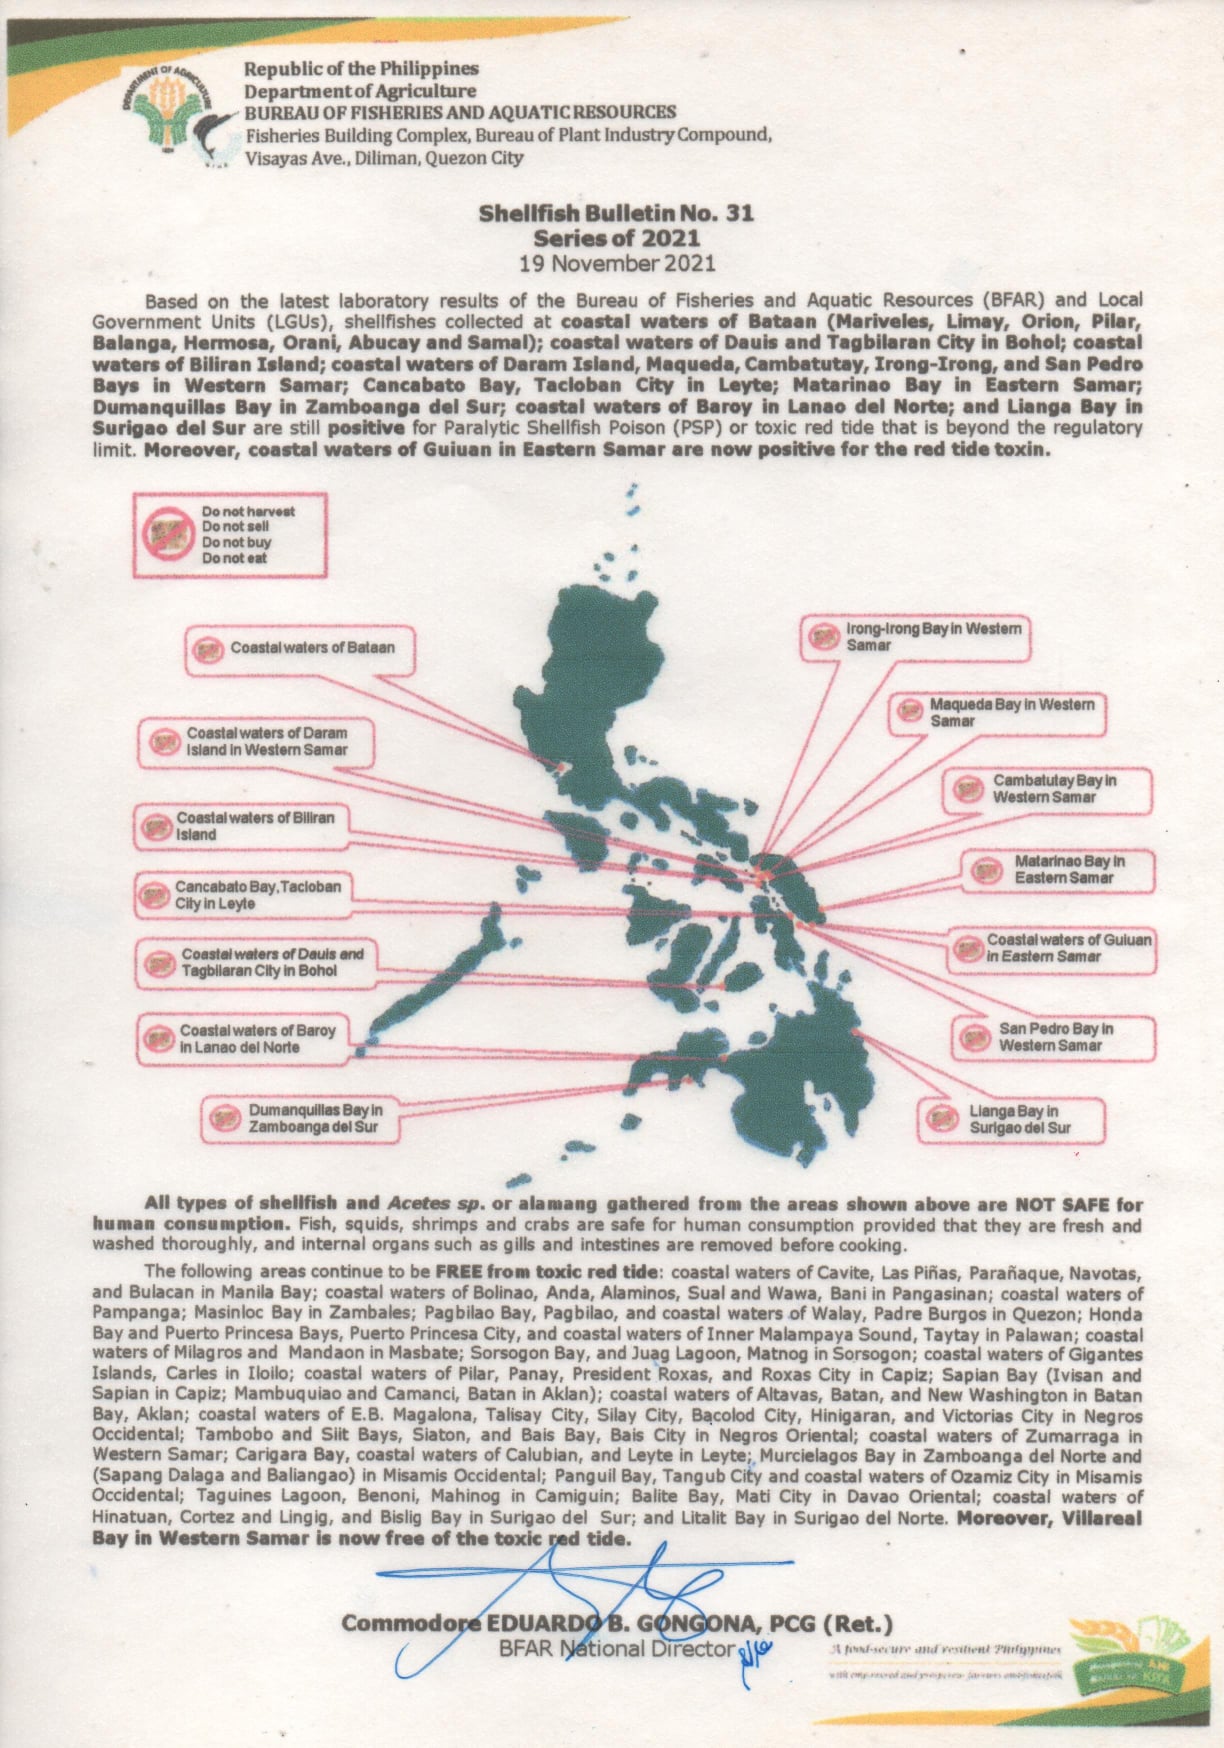 DEPARTMENT OF AGRICULTURE
Republic of the Philippines
Department of Agriculture
BUREAU OF FISHERIES AND AQUATIC RESOURCES
Fisheries Building Complex, Bureau of Plant Industry Compound,
Visayas Ave., Diliman, Quezon City
Shellfish Bulletin No. 31
Series of 2021
19 November 2021
Based on the latest laboratory results of the Bureau of Fisheries and Aquatic Resources (BFAR) and Local
Government Units (LGUs), shellfishes collected at coastal waters of Bataan (Mariveles, Limay, Orion, Pilar,
Balanga, Hermosa, Orani, Abucay and Samal); coastal waters of Dauis and Tagbilaran City in Bohol; coastal
waters of Biliran Island; coastal waters of Daram Island, Maqueda, Cambatutay, Irong-Irong, and San Pedro
Bays in Western Samar; Cancabato Bay, Tacloban City in Leyte; Matarinao Bay in Eastern Samar;
Dumanquillas Bay in Zamboanga del Sur; coastal waters of Baroy in Lanao del Norte; and Lianga Bay in
Surigao del Sur are still positive for Paralytic Shellfish Poison (PSP) or toxic red tide that is beyond the regulatory
limit. Moreover, coastal waters of Guiuan in Eastern Samar are now positive for the red tide toxin.
Do not harvest
Do not sell
Do not buy
Do not eat
Coastal waters of Bataan
Coastal waters of Daram
Island in Western Samar
Coastal waters of Biliran
Island
Cancabato Bay, Tacloban
City in Leyte
Coastal waters of Dauis and
Tagbilaran City in Bohol
Coastal waters of Baroy
in Lanao del Norte
Dumanquillas Bay in
Zamboanga del Sur
Irong-Irong Bay in Western
Samar
Maqueda Bay in Western
Samar
Cambatutay Bay in
Western Samar
Matarinao Bay in
Eastern Samar
Coastal waters of Guiuan
in Eastern Samar
San Pedro Bay in
Western Samar
Lianga Bay in
Surigao del Sur
All types of shellfish and Acetes sp. or alamang gathered from the areas shown above are NOT SAFE for
human consumption. Fish, squids, shrimps and crabs are safe for human consumption provided that they are fresh and
washed thoroughly, and internal organs such as gills and intestines are removed before cooking.
The following areas continue to be FREE from toxic red tide: coastal waters of Cavite, Las Piñas, Parañaque, Navotas,
and Bulacan in Manila Bay; coastal waters of Bolinao, Anda, Alaminos, Sual and Wawa, Bani in Pangasinan; coastal waters of
Pampanga; Masinloc Bay in Zambales; Pagbilao Bay, Pagbilao, and coastal waters of Walay, Padre Burgos in Quezon; Honda
Bay and Puerto Princesa Bays, Puerto Princesa City, and coastal waters of Inner Malampaya Sound, Taytay in Palawan; coastal
waters of Milagros and Mandaon in Masbate; Sorsogon Bay, and Juag Lagoon, Matnog in Sorsogon; coastal waters of Gigantes
Islands, Carles in Iloilo; coastal waters of Pilar, Panay, President Roxas, and Roxas City in Capiz; Sapian Bay (Ivisan and
Sapian in Capiz; Mambuquiao and Camanci, Batan in Aklan); coastal waters of Altavas, Batan, and New Washington in Batan
Bay, Aklan; coastal waters of E.B. Magalona, Talisay City, Silay City, Bacolod City, Hinigaran, and Victorias City in Negros
Occidental; Tambobo and Siit Bays, Siaton, and Bais Bay, Bais City in Negros Oriental; coastal waters of Zumarraga in
Western Samar; Carigara Bay, coastal waters of Calubian, and Leyte in Leyte; Murcielagos Bay in Zamboanga del Norte and
(Sapang Dalaga and Baliangao) in Misamis Occidental; Panguil Bay, Tangub City and coastal waters of Ozamiz City in Misamis
Occidental; Taguines Lagoon, Benoni, Mahinog in Camiguin; Balite Bay, Mati City in Davao Oriental; coastal waters of
Hinatuan, Cortez and Lingig, and Bislig Bay in Surigao del Sur; and Litalit Bay in Surigao del Norte. Moreover, Villareal
Bay in Western Samar is now free of the toxic red tide.
Commodore EDUARDO B. GONGONA, PCG (Ret.)
BFAR National Director
A food-secure and resilient Philippines